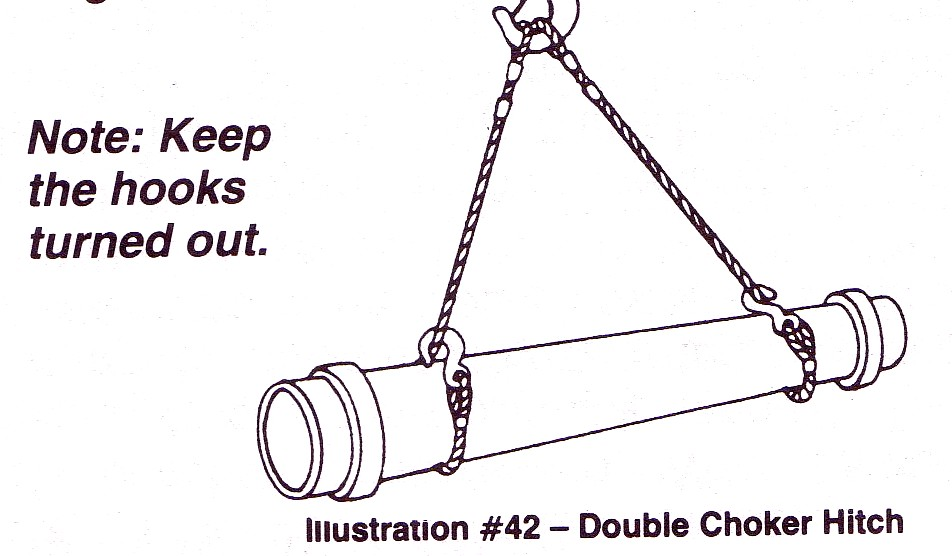 Note: Keep
the hooks
turned out.
Illustration #42 – Double Choker Hitch